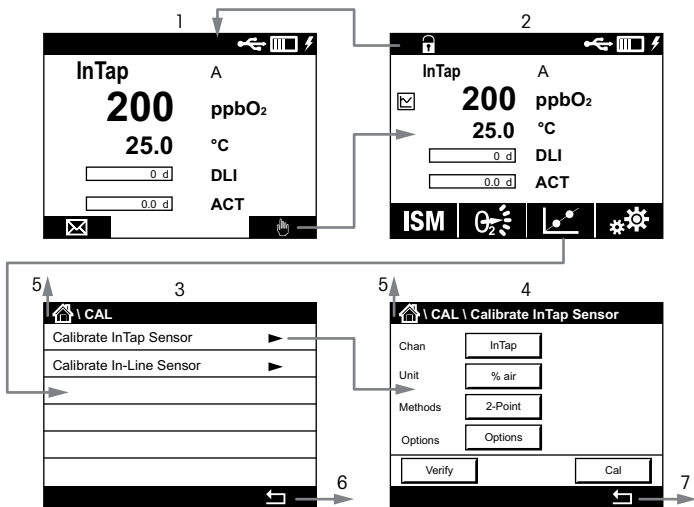 1
InTap A
200 ppbO2
25.0 °C
0 d DLI
0.0 d ACT
2
InTap A
200 ppbO2
25.0 °C
0 d DLI
0.0 d ACT
ISM O2
5 3
\ CAL
Calibrate InTap Sensor
Calibrate In-Line Sensor
6
5 4
\ CAL \ Calibrate InTap Sensor
Chan InTap
Unit % air
Methods 2-Point
Options Options
Verify Cal
7